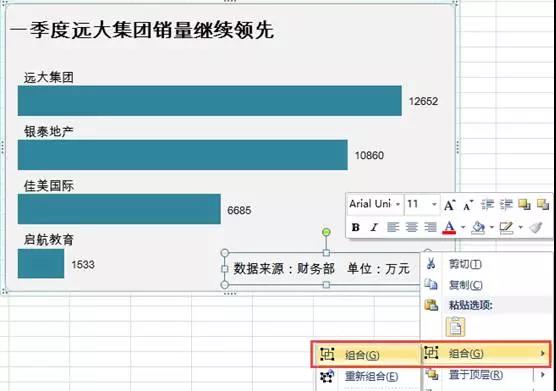 一季度远大集团销量继续领先
远大集团
12652
银泰地产
10860
佳美国际
6685
启航教育
1533
数据来源：财务部 单位：万元
Arial Uni 11 A A
B I A
剪切(T)
复制(C)
粘贴选项:
组合(G) 组合(G)
重新组合(E) 置于顶层(R)